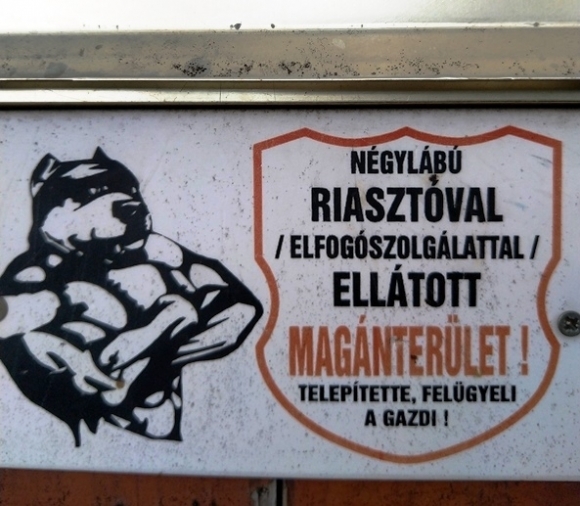 NÉGYLÁBÚ
RIASZTÓVAL
/ ELFOGÓSZOLGÁLATTAL /
ELLÁTOTT
MAGÁNTERÜLET !
TELEPÍTETTE, FELÜGYELI
A GAZDI !